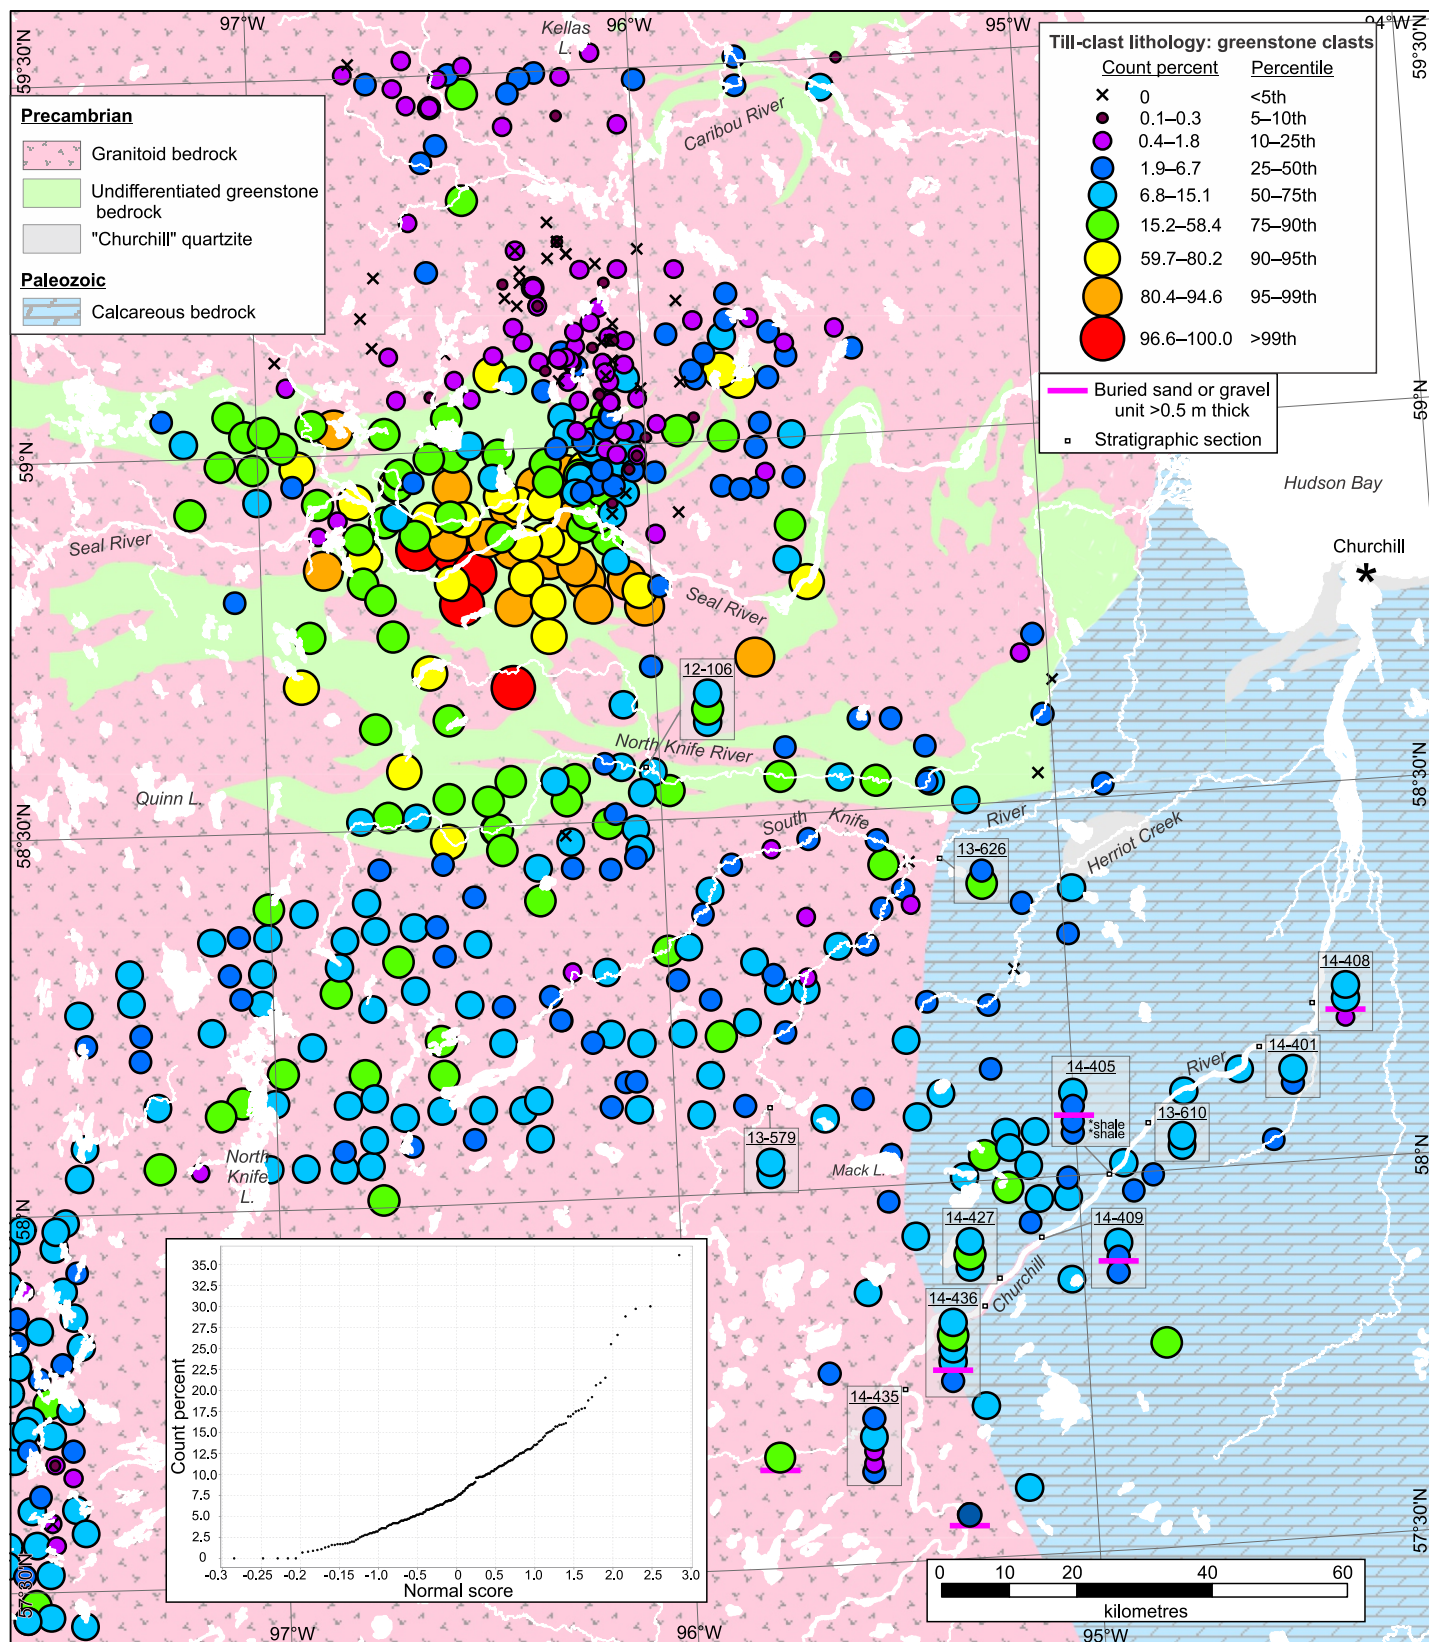 97°W
96°W
95°W
94°W
59°30'N
59°30'N
Kellas
L.
Caribou River
Till-clast lithology: greenstone clasts
Count percent Percentile
0 <5th
0.1–0.3 5–10th
0.4–1.8 10–25th
1.9–6.7 25–50th
6.8–15.1 50–75th
15.2–58.4 75–90th
59.7–80.2 90–95th
80.4–94.6 95–99th
96.6–100.0 >99th
Buried sand or gravel
unit >0.5 m thick
Stratigraphic section
Precambrian
Granitoid bedrock
Undifferentiated greenstone
bedrock
"Churchill" quartzite
Paleozoic
Calcareous bedrock
59°N
59°N
Hudson Bay
Churchill
*
Seal River
Seal River
12-106
North Knife River
Quinn L.
58°30'N
58°30'N
South Knife River
Herriot Creek
13-626
14-408
14-401
River
14-405
*shale
*shale
13-610
13-579
Mack L.
North
Knife
L.
58°N
58°N
14-427
14-409
Churchill
14-436
14-435
57°30'N
57°30'N
Count percent
35.0
32.5
30.0
27.5
25.0
22.5
20.0
17.5
15.0
12.5
10.0
7.5
5.0
2.5
0
-0.3 -0.25 -0.20 -0.15 -1.0 -0.5 0 0.5 1.0 1.5 2.0 2.5 3.0
Normal score
0 10 20 40 60
kilometres
97°W
96°W
95°W